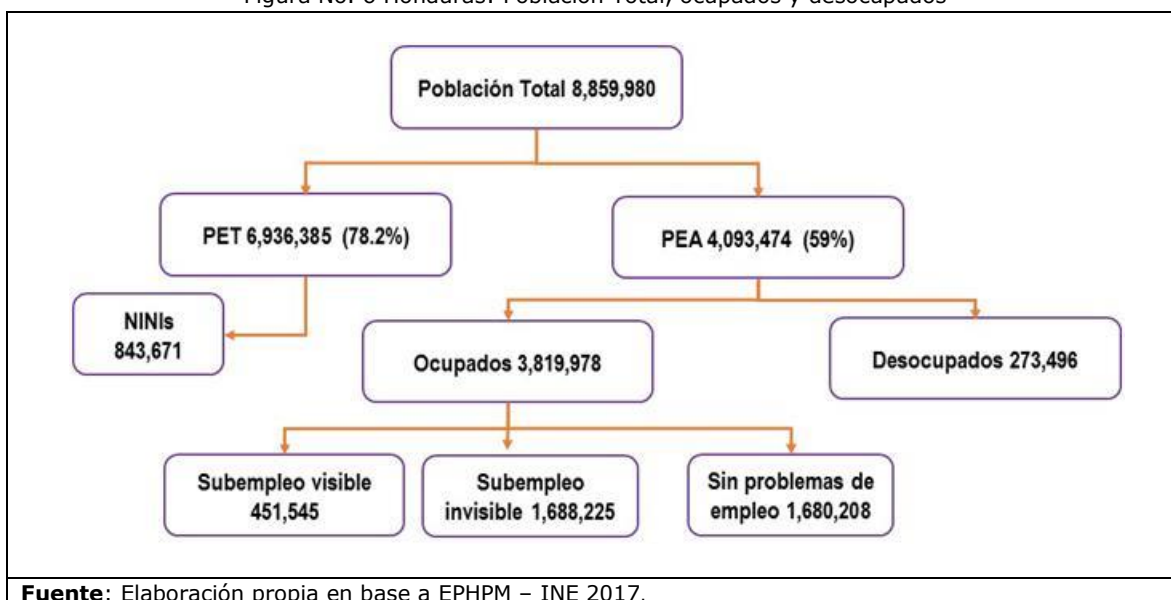 Figura No. 6 Honduras: Población Total, ocupados y desocupados
Población Total 8,859,980
PET 6,936,385 (78.2%)
PEA 4,093,474 (59%)
NINIs
843,671
Ocupados 3,819,978
Desocupados 273,496
Subempleo visible
451,545
Subempleo
invisible 1,688,225
Sin problemas de
empleo 1,680,208
Fuente: Elaboración propia en base a EPHPM – INE 2017.